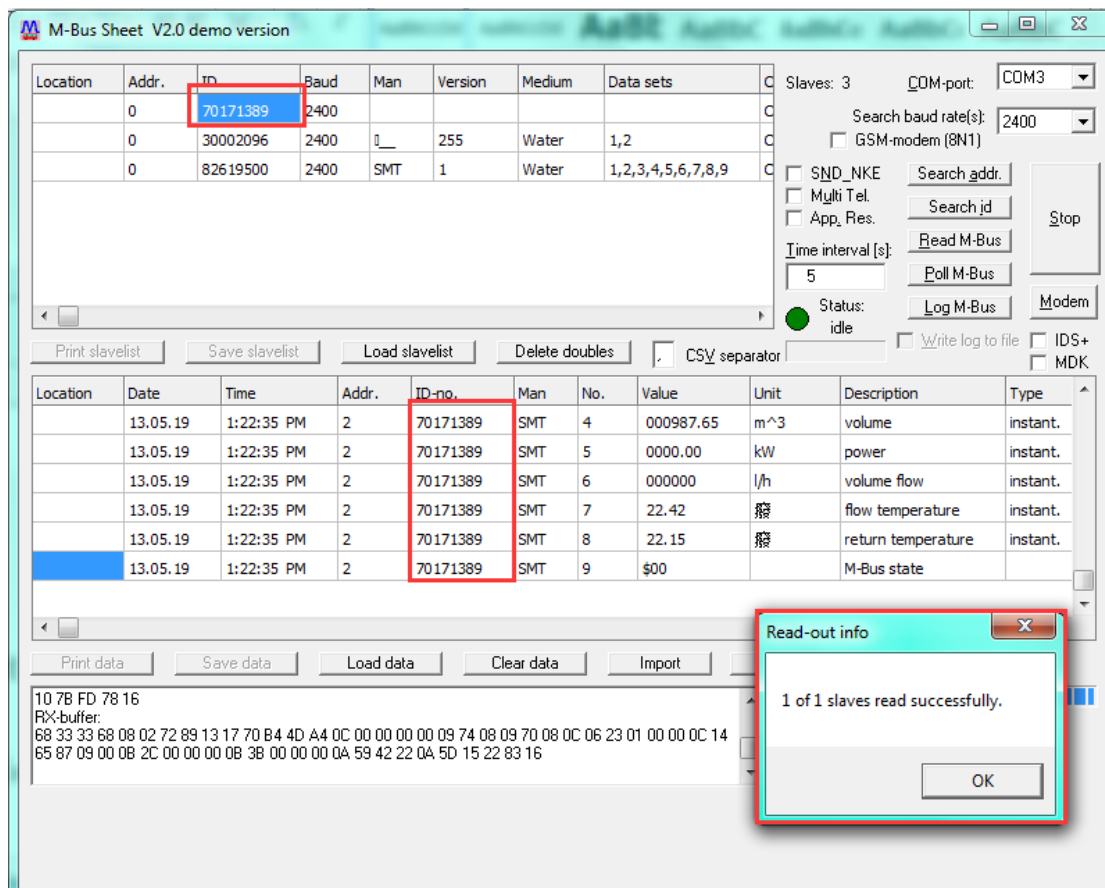 M-Bus Sheet V2.0 demo version
Location Addr. ID Baud Man Version Medium Data sets
0 70171389 2400
0 30002096 2400 255 Water 1,2
0 82619500 2400 SMT 1 Water 1,2,3,4,5,6,7,8,9
Slaves: 3 COM-port: COM3
Search baud rate(s): 2400
GSM-modem (8N1)
SND_NKE Search addr.
Multi Tel. Search id
App. Res. Stop
Time interval [s]: Read M-Bus
5 Poll M-Bus
Status: Log M-Bus Modem
idle
Write log to file IDS+
MDK
Print slavelist Save slavelist Load slavelist Delete doubles , CSV separator
Location Date Time Addr. ID-no. Man No. Value Unit Description Type
13.05.19 1:22:35 PM 2 70171389 SMT 4 000987.65 m^3 volume instant.
13.05.19 1:22:35 PM 2 70171389 SMT 5 0000.00 kW power instant.
13.05.19 1:22:35 PM 2 70171389 SMT 6 000000 l/h volume flow instant.
13.05.19 1:22:35 PM 2 70171389 SMT 7 22.42 flow temperature instant.
13.05.19 1:22:35 PM 2 70171389 SMT 8 22.15 return temperature instant.
13.05.19 1:22:35 PM 2 70171389 SMT 9 $00 M-Bus state
Print data Save data Load data Clear data Import
10 7B FD 78 16
RX-buffer:
68 33 33 68 08 02 72 89 13 17 70 B4 4D A4 0C 00 00 00 00 09 74 08 09 70 08 0C 06 23 01 00 00 0C 14
65 87 09 00 0B 2C 00 00 00 0B 3B 00 00 00 0A 59 42 22 0A 5D 15 22 83 16
Read-out info
1 of 1 slaves read successfully.
OK